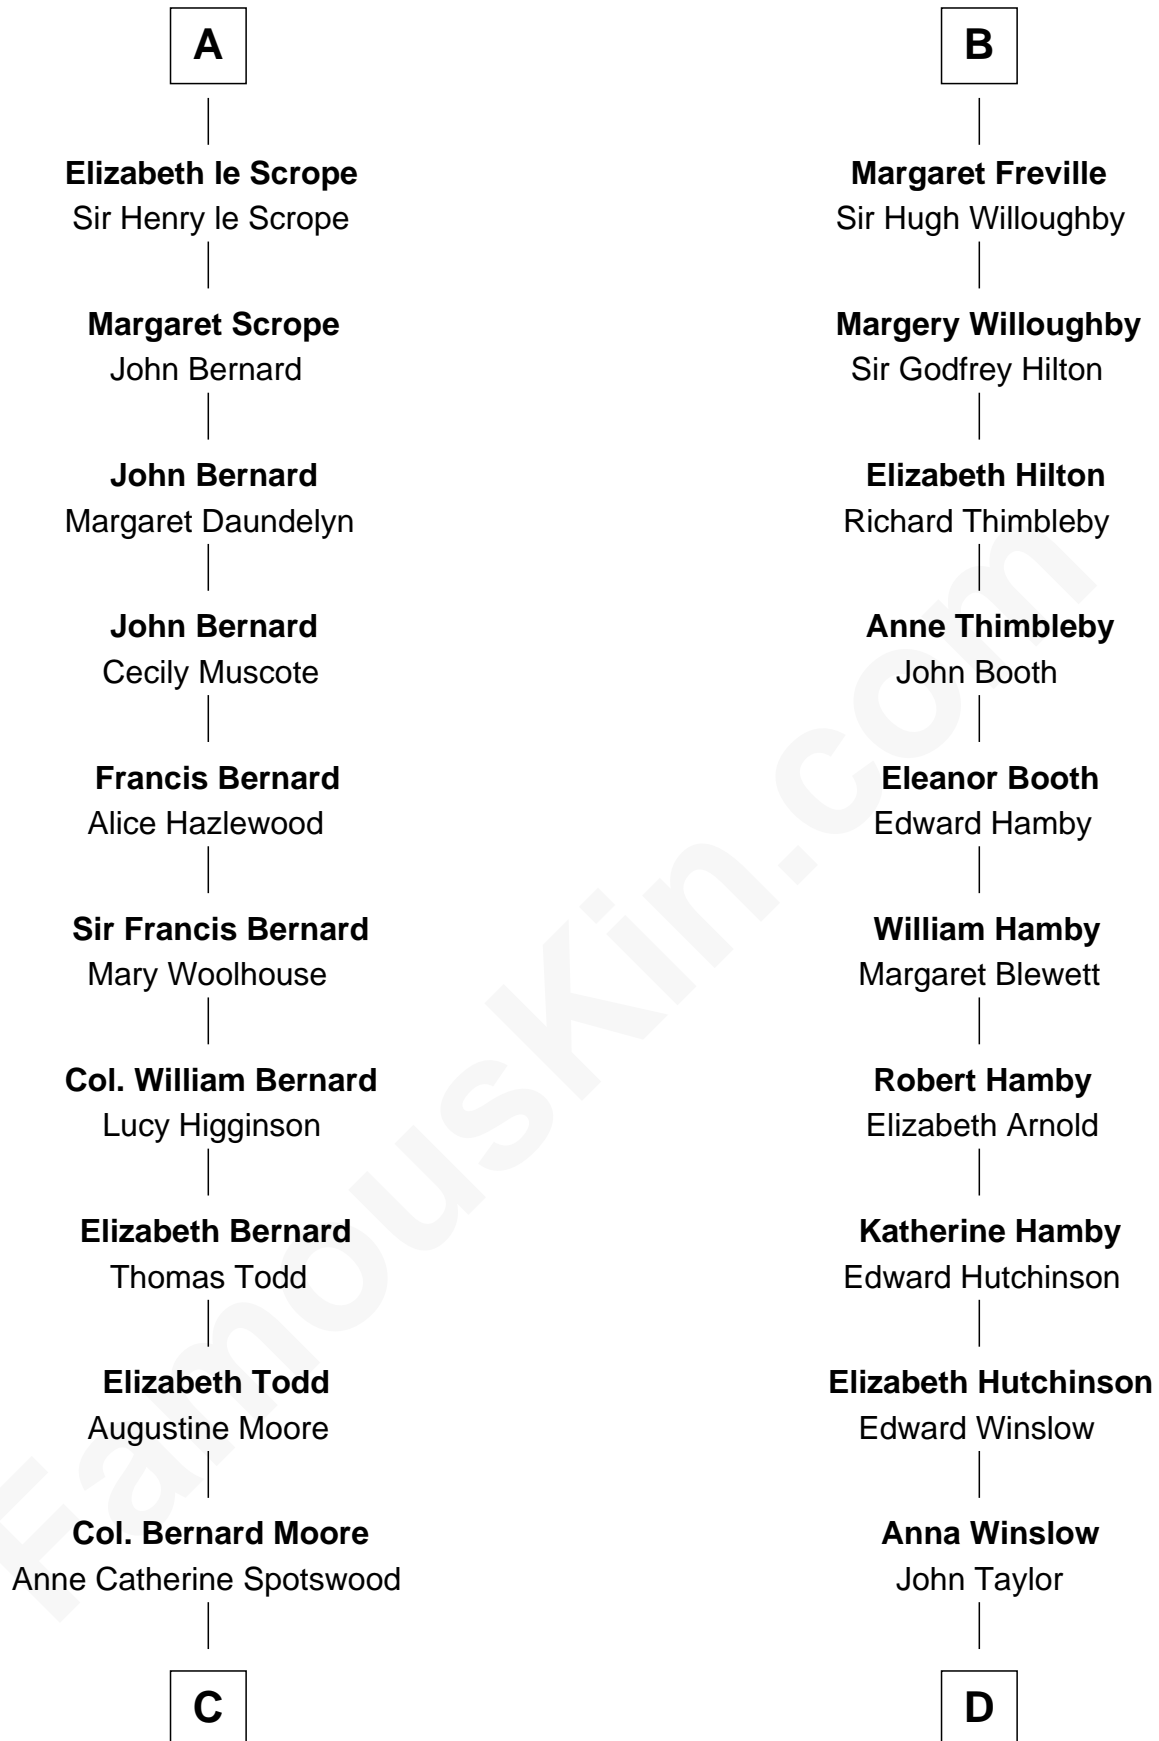 A
Elizabeth le Scrope
Sir Henry le Scrope
Margaret Scrope
John Bernard
John Bernard
Margaret Daundelyn
John Bernard
Cecily Muscote
Francis Bernard
Alice Hazlewood
Sir Francis Bernard
Mary Woolhouse
Col. William Bernard
Lucy Higginson
Elizabeth Bernard
Thomas Todd
Elizabeth Todd
Augustine Moore
Col. Bernard Moore
Anne Catherine Spotswood
C
B
Margaret Freville
Sir Hugh Willoughby
Margery Willoughby
Sir Godfrey Hilton
Elizabeth Hilton
Richard Thimbleby
Anne Thimbleby
John Booth
Eleanor Booth
Edward Hamby
William Hamby
Margaret Blewett
Robert Hamby
Elizabeth Arnold
Katherine Hamby
Edward Hutchinson
Elizabeth Hutchinson
Edward Winslow
Anna Winslow
John Taylor
D
FamousKin.com